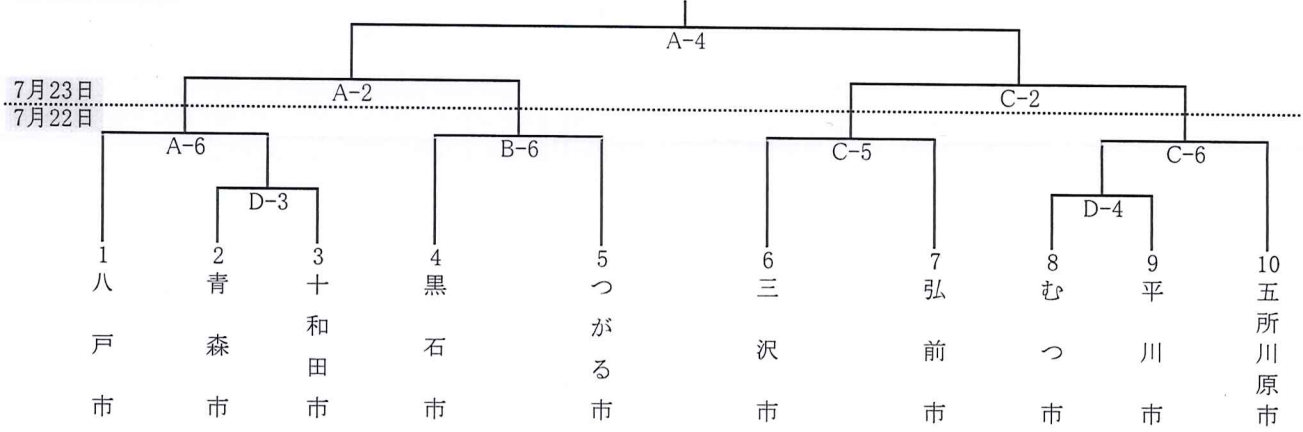 A-4
7月23日
A-2
C-2
7月22日
A-6
B-6
C-5
C-6
D-3
D-4
1 八戸市
2 青森市
3 十和田市
4 黒石市
5 つがる市
6 三沢市
7 弘前市
8 むつ市
9 平川市
10 五所川原市